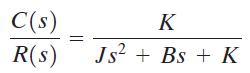 C(s)/R(s) = K/(Js² + Bs + K)